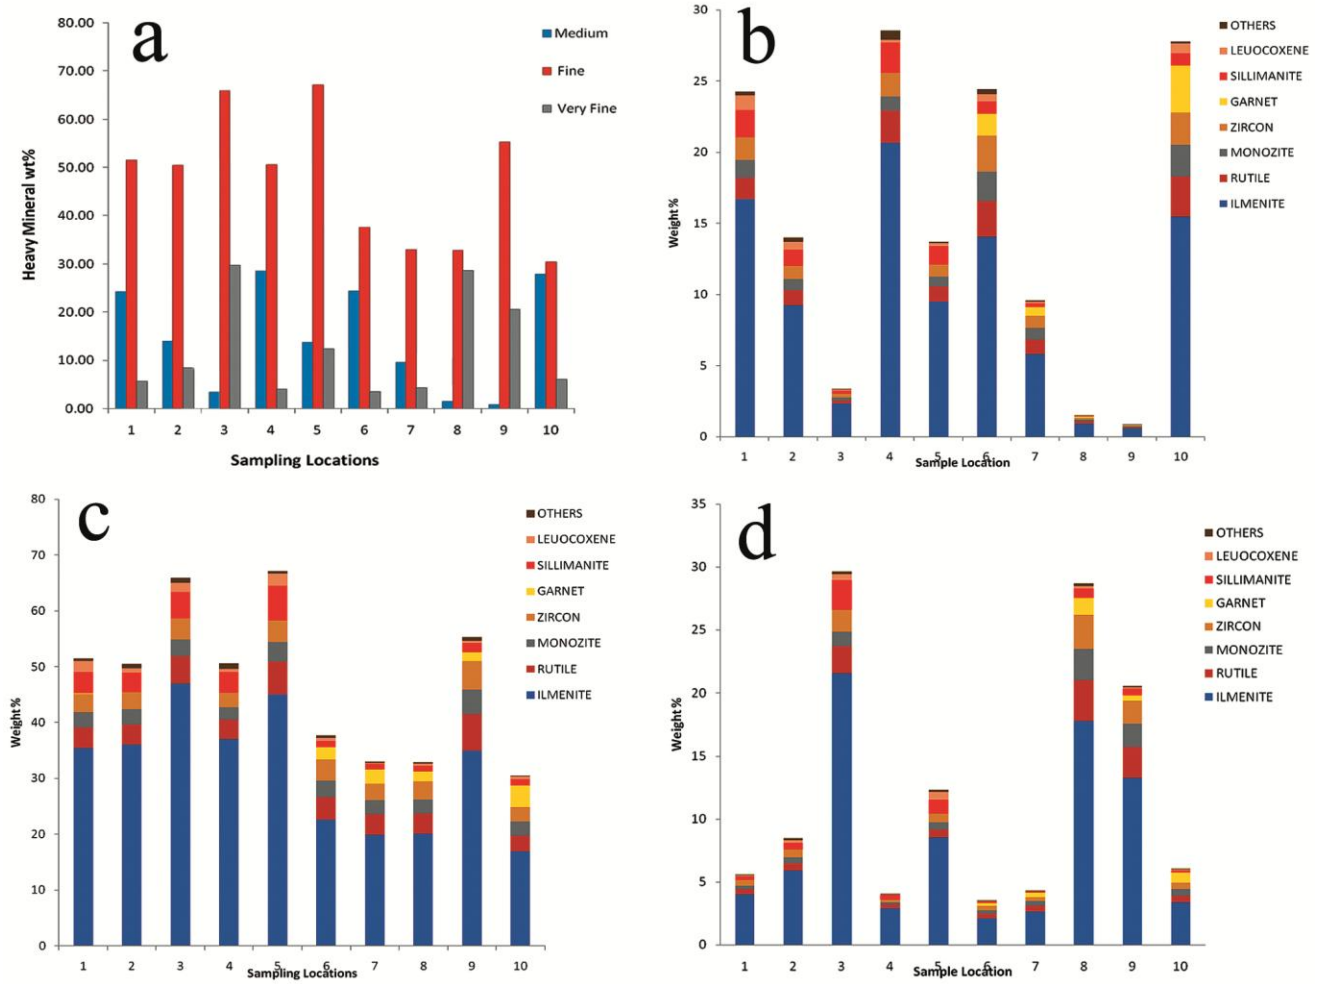 a
Heavy Mineral wt%
80.00
70.00
60.00
50.00
40.00
30.00
20.00
10.00
0.00
Medium
Fine
Very Fine
1 2 3 4 5 6 7 8 9 10
Sampling Locations
b
Weight %
30
25
20
15
10
5
0
OTHERS
LEUOCOXENE
SILLIMANITE
GARNET
ZIRCON
MONOZITE
RUTILE
ILMENITE
1 2 3 4 5 6 7 8 9 10
Sample Location
c
Weight %
80
70
60
50
40
30
20
10
0
OTHERS
LEUOCOXENE
SILLIMANITE
GARNET
ZIRCON
MONOZITE
RUTILE
ILMENITE
1 2 3 4 5 6 7 8 9 10
Sampling Locations
d
Weight %
35
30
25
20
15
10
5
0
OTHERS
LEUOCOXENE
SILLIMANITE
GARNET
ZIRCON
MONOZITE
RUTILE
ILMENITE
1 2 3 4 5 6 7 8 9 10
Sample Location